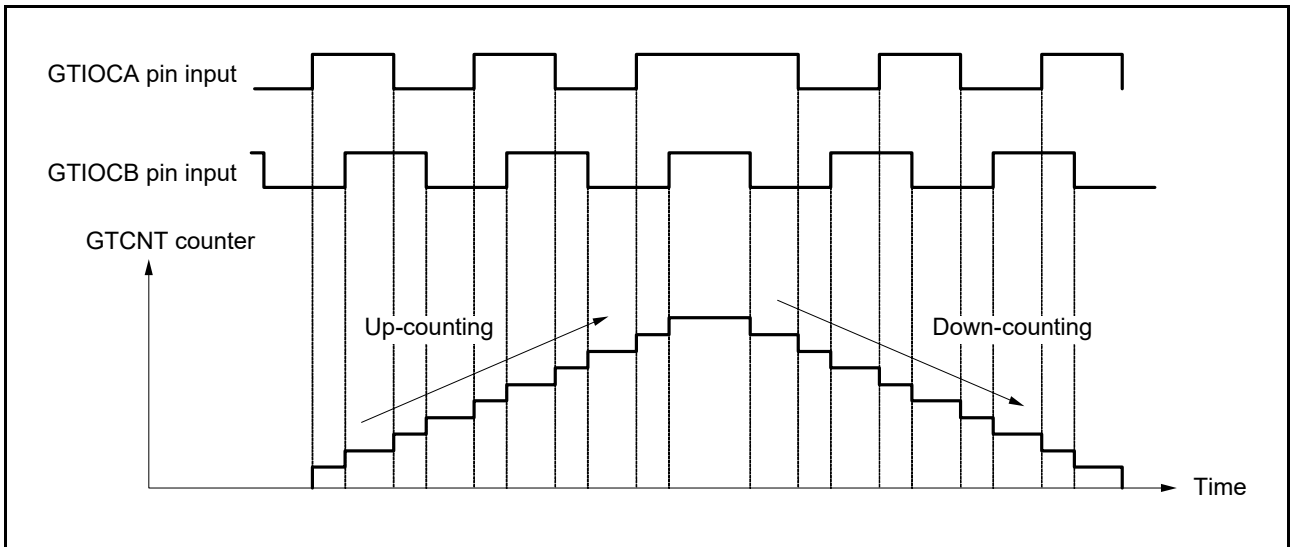 GTIOCA pin input
GTIOCB pin input
GTCNT counter
Up-counting
Down-counting
Time